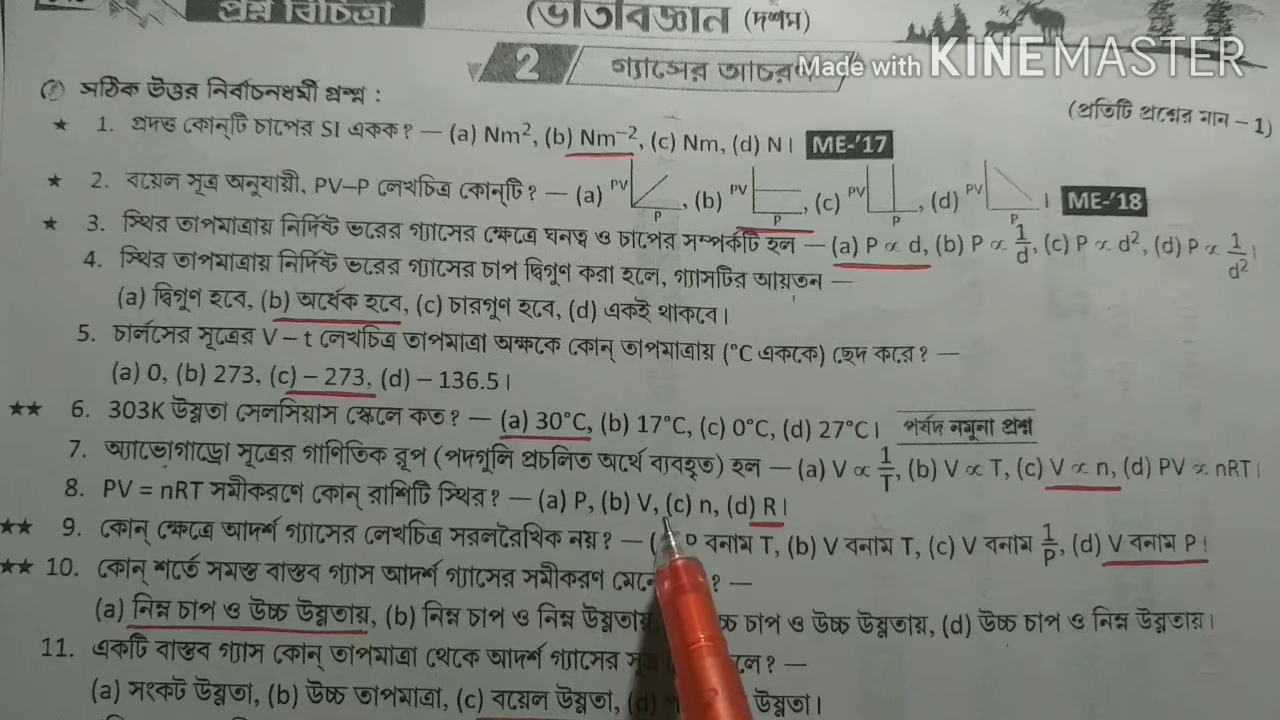 প্রশ্ন বিচিত্রা
ভৌতবিজ্ঞান (দশম)
2 গ্যাসের আচরণ
Made with KINEMASTER
সঠিক উত্তর নির্বাচনধর্মী প্রশ্ন :
(প্রতিটি প্রশ্নের মান – 1)
★ 1. প্রদত্ত কোন্‌টি চাপের SI একক? — (a) Nm², (b) Nm⁻², (c) Nm, (d) N। ME-'17
★ 2. বয়েল সূত্র অনুযায়ী, PV–P লেখচিত্র কোন্‌টি? — (a) PV P, (b) PV P, (c) PV P, (d) PV P। ME-'18
★ 3. স্থির তাপমাত্রায় নির্দিষ্ট ভরের গ্যাসের ক্ষেত্রে ঘনত্ব ও চাপের সম্পর্কটি হল — (a) P ∝ d, (b) P ∝ 1/d, (c) P ∝ d², (d) P ∝ 1/d²।
4. স্থির তাপমাত্রায় নির্দিষ্ট ভরের গ্যাসের চাপ দ্বিগুণ করা হলে, গ্যাসটির আয়তন —
(a) দ্বিগুণ হবে, (b) অর্ধেক হবে, (c) চারগুণ হবে, (d) একই থাকবে।
5. চার্লসের সূত্রের V – t লেখচিত্র তাপমাত্রা অক্ষকে কোন্ তাপমাত্রায় (°C এককে) ছেদ করে? —
(a) 0, (b) 273, (c) – 273, (d) – 136.5।
★★ 6. 303K উষ্ণতা সেলসিয়াস স্কেলে কত? — (a) 30°C, (b) 17°C, (c) 0°C, (d) 27°C। পর্ষদ নমুনা প্রশ্ন
7. অ্যাভোগাড্রো সূত্রের গাণিতিক রূপ (পদগুলি প্রচলিত অর্থে ব্যবহৃত) হল — (a) V ∝ 1/T, (b) V ∝ T, (c) V ∝ n, (d) PV ∝ nRT।
8. PV = nRT সমীকরণে কোন্ রাশিটি স্থির? — (a) P, (b) V, (c) n, (d) R।
★★ 9. কোন্ ক্ষেত্রে আদর্শ গ্যাসের লেখচিত্র সরলরৈখিক নয়? — ( বনাম T, (b) V বনাম T, (c) V বনাম 1/P, (d) V বনাম P।
★★ 10. কোন্ শর্তে সমস্ত বাস্তব গ্যাস আদর্শ গ্যাসের সমীকরণ ? —
(a) নিম্ন চাপ ও উচ্চ উষ্ণতায়, (b) নিম্ন চাপ ও নিম্ন উষ্ণতায়, চাপ ও উচ্চ উষ্ণতায়, (d) উচ্চ চাপ ও নিম্ন উষ্ণতায়।
11. একটি বাস্তব গ্যাস কোন্ তাপমাত্রা থেকে আদর্শ গ্যাসের ? —
(a) সংকট উষ্ণতা, (b) উচ্চ তাপমাত্রা, (c) বয়েল উষ্ণতা, (d) উষ্ণতা।